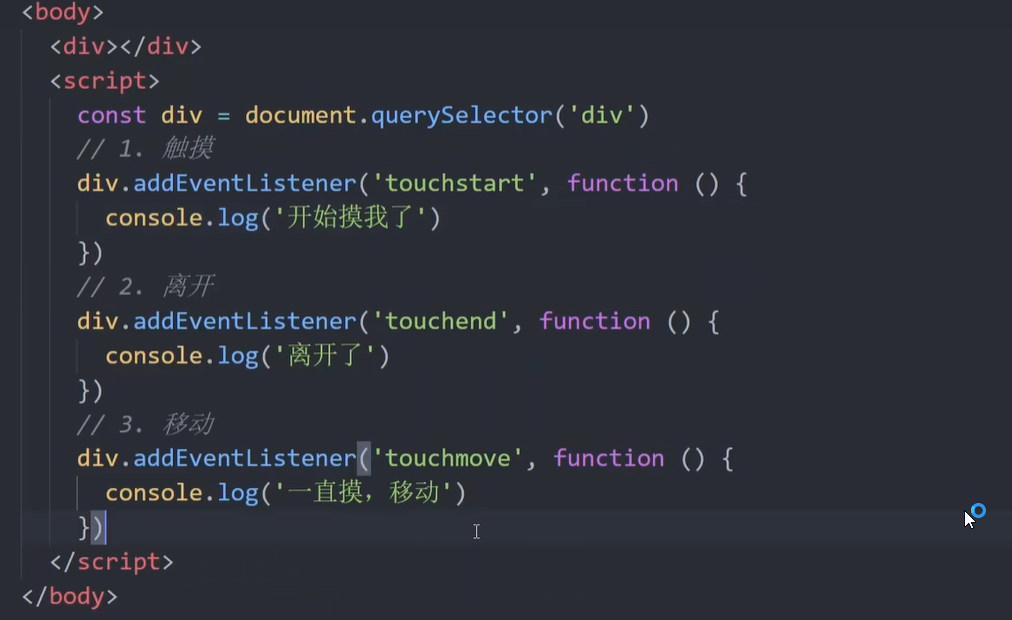 <body>
<div></div>
<script>
const div = document.querySelector('div')
// 1. 触摸
div.addEventListener('touchstart', function () {
console.log('开始摸我了')
})
// 2. 离开
div.addEventListener('touchend', function () {
console.log('离开了')
})
// 3. 移动
div.addEventListener('touchmove', function () {
console.log('一直摸，移动')
})
</script>
</body>